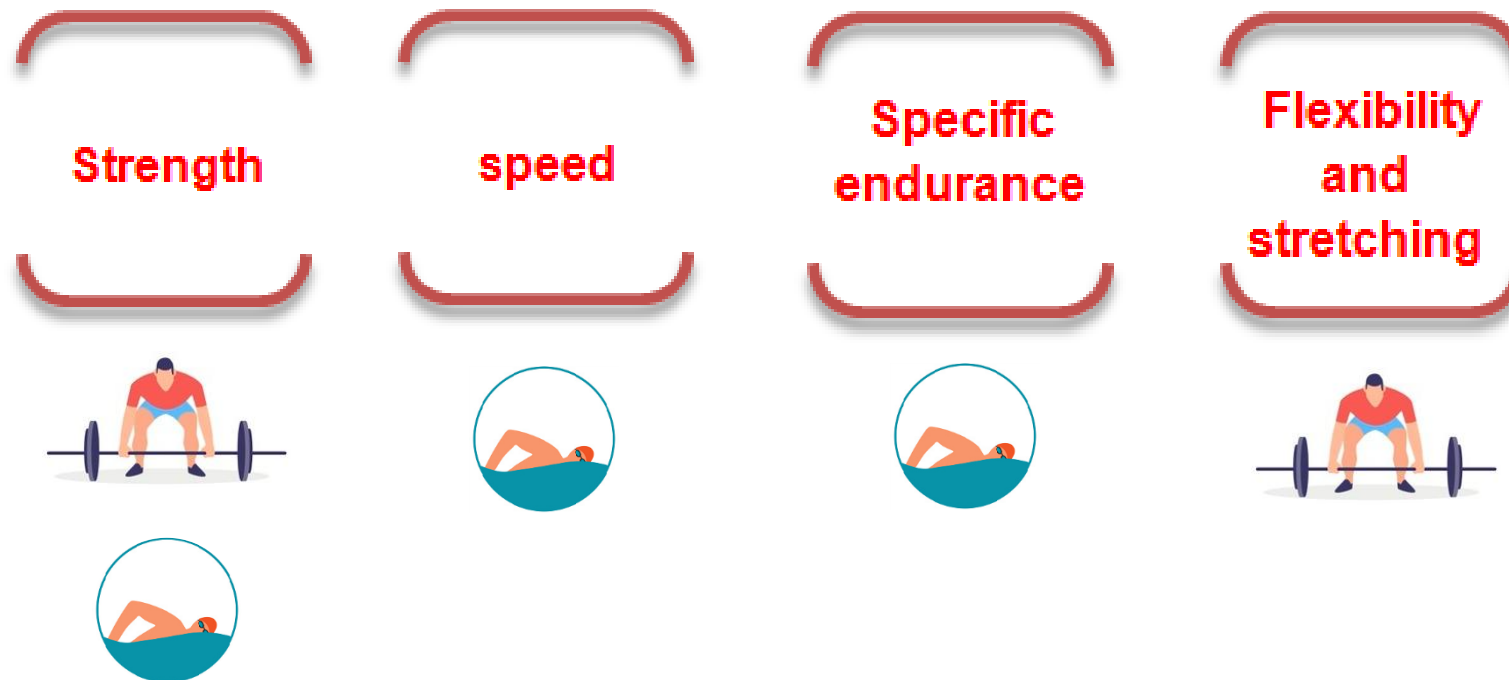 Strength
speed
Specific
endurance
Flexibility
and
stretching